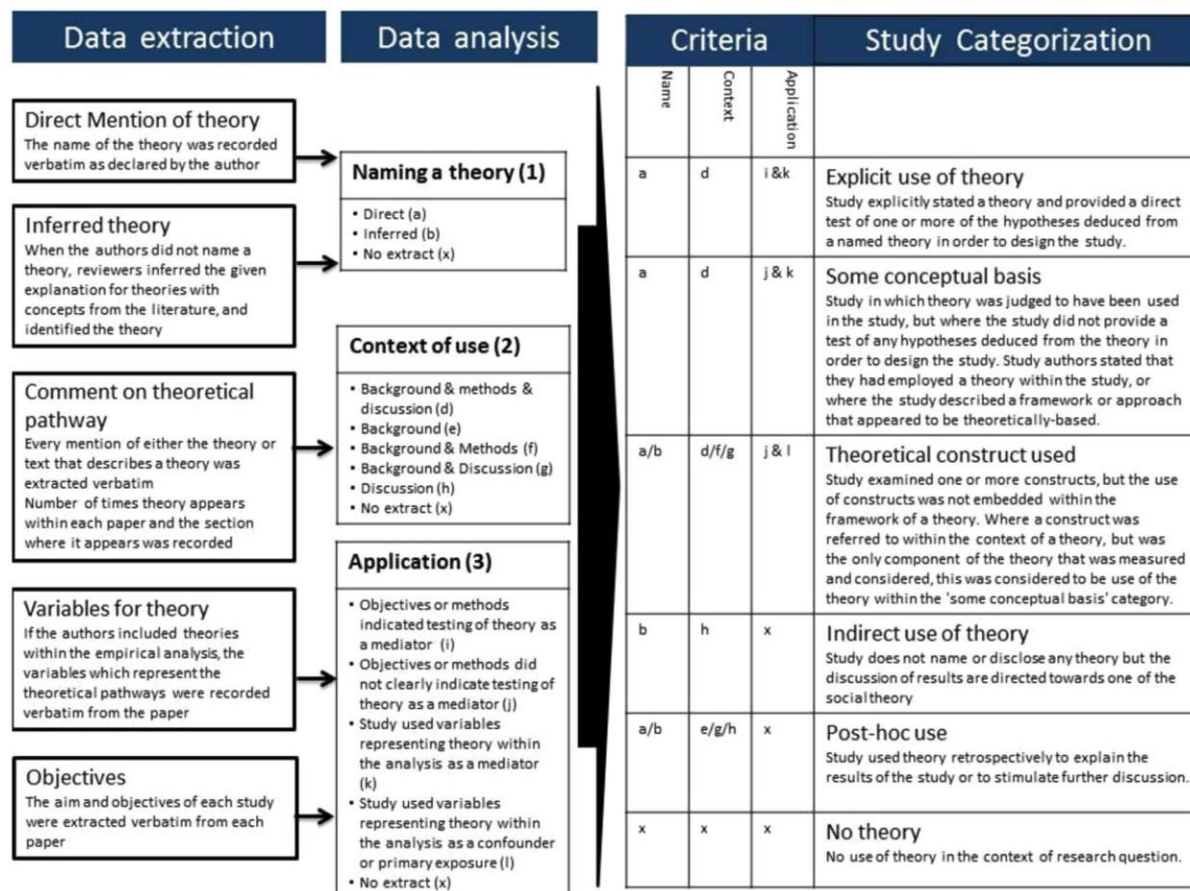 Data extraction
Direct Mention of theory
The name of the theory was recorded
verbatim as declared by the author
Inferred theory
When the authors did not name a
theory, reviewers inferred the given
explanation for theories with
concepts from the literature, and
identified the theory
Comment on theoretical
pathway
Every mention of either the theory or
text that describes a theory was
extracted verbatim
Number of times theory appears
within each paper and the section
where it appears was recorded
Variables for theory
If the authors included theories
within the empirical analysis, the
variables which represent the
theoretical pathways were recorded
verbatim from the paper
Objectives
The aim and objectives of each study
were extracted verbatim from each
paper
Data analysis
Naming a theory (1)
• Direct (a)
• Inferred (b)
• No extract (x)
Context of use (2)
• Background & methods &
discussion (d)
• Background (e)
• Background & Methods (f)
• Background & Discussion (g)
• Discussion (h)
• No extract (x)
Application (3)
• Objectives or methods
indicated testing of theory as
a mediator (i)
• Objectives or methods did
not clearly indicate testing of
theory as a mediator (j)
• Study used variables
representing theory within
the analysis as a mediator
(k)
• Study used variables
representing theory within
the analysis as a confounder
or primary exposure (l)
• No extract (x)
Criteria
Study Categorization
Name
Context
Application
a
d
i &k
Explicit use of theory
Study explicitly stated a theory and provided a direct
test of one or more of the hypotheses deduced from
a named theory in order to design the study.
a
d
j & k
Some conceptual basis
Study in which theory was judged to have been used
in the study, but where the study did not provide a
test of any hypotheses deduced from the theory in
order to design the study. Study authors stated that
they had employed a theory within the study, or
where the study described a framework or approach
that appeared to be theoretically-based.
a/b
d/f/g
j & l
Theoretical construct used
Study examined one or more constructs, but the use
of constructs was not embedded within the
framework of a theory. Where a construct was
referred to within the context of a theory, but was
the only component of the theory that was measured
and considered, this was considered to be use of the
theory within the 'some conceptual basis' category.
b
h
x
Indirect use of theory
Study does not name or disclose any theory but the
discussion of results are directed towards one of the
social theory
a/b
e/g/h
x
Post-hoc use
Study used theory retrospectively to explain the
results of the study or to stimulate further discussion.
x
x
x
No theory
No use of theory in the context of research question.